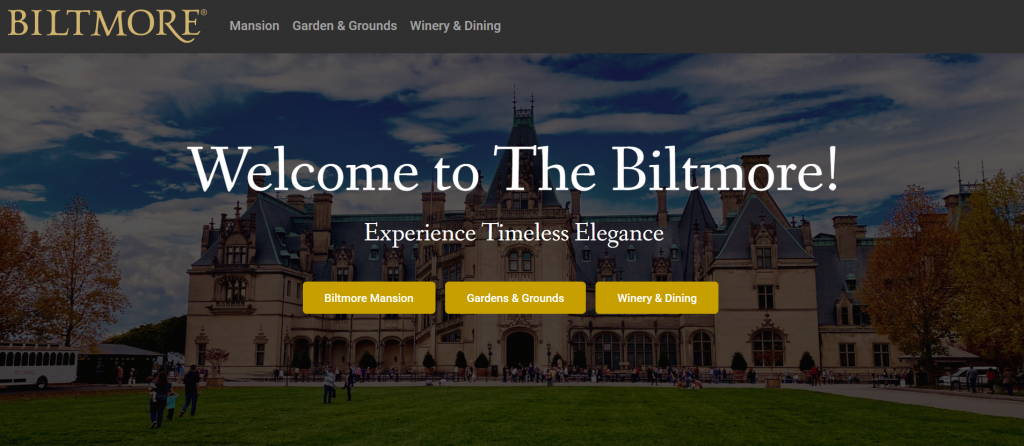 BILTMORE®
Mansion Garden & Grounds Winery & Dining
Welcome to The Biltmore!
Experience Timeless Elegance
Biltmore Mansion Gardens & Grounds Winery & Dining